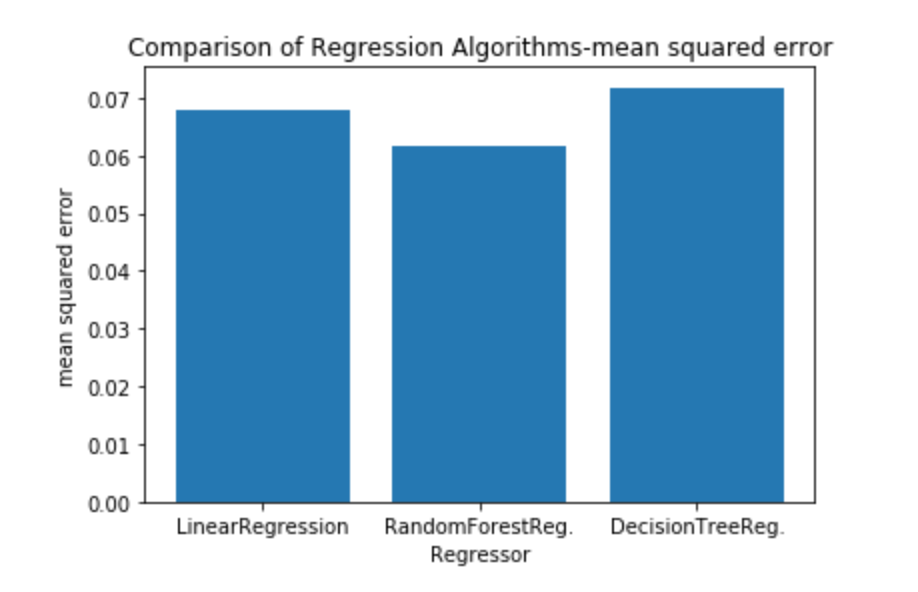 Comparison of Regression Algorithms-mean squared error
mean squared error
0.07
0.06
0.05
0.04
0.03
0.02
0.01
0.00
LinearRegression RandomForestReg. DecisionTreeReg.
Regressor